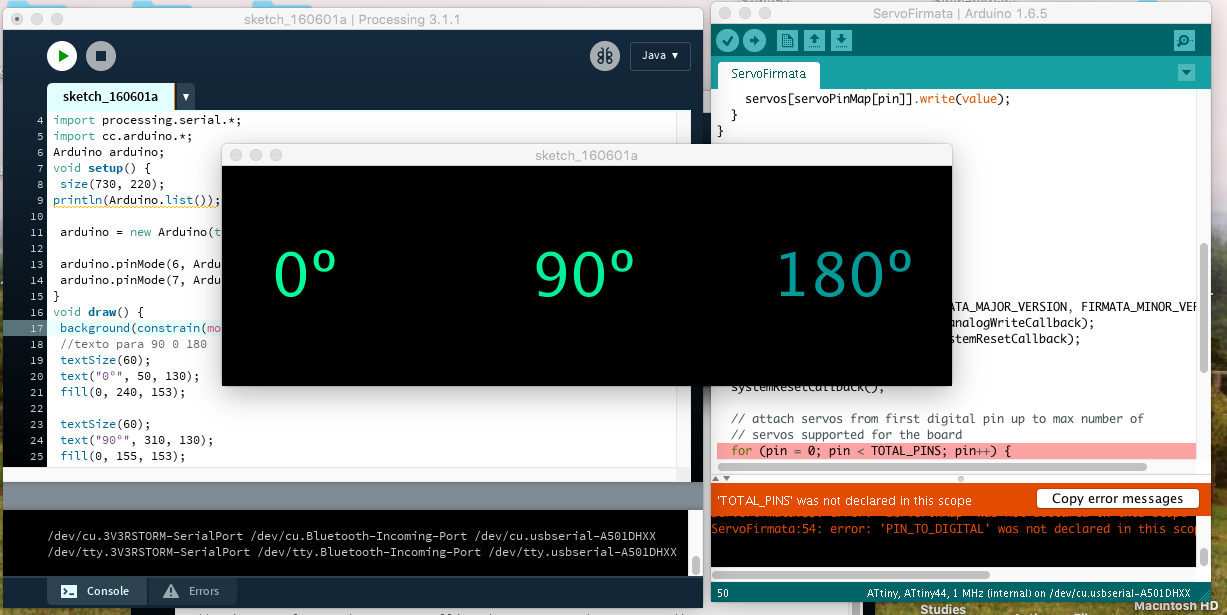 sketch_160601a | Processing 3.1.1
Java ▼
sketch_160601a ▼
4 import processing.serial.*;
5 import cc.arduino.*;
6 Arduino arduino;
7 void setup() {
8 size(730, 220);
9 println(Arduino.list());
10
11 arduino = new Arduino(t
12
13 arduino.pinMode(6, Ardu
14 arduino.pinMode(7, Ardu
15 }
16 void draw() {
17 background(constrain(mo
18 //texto para 90 0 180
19 textSize(60);
20 text("0º", 50, 130);
21 fill(0, 240, 153);
22
23 textSize(60);
24 text("90º", 310, 130);
25 fill(0, 155, 153);
/dev/cu.3V3RSTORM-SerialPort /dev/cu.Bluetooth-Incoming-Port /dev/cu.usbserial-A501DHXX
/dev/tty.3V3RSTORM-SerialPort /dev/tty.Bluetooth-Incoming-Port /dev/tty.usbserial-A501DHXX
Console Errors
sketch_160601a
0º 90º 180º
ServoFirmata | Arduino 1.6.5
ServoFirmata
servos[servoPinMap[pin]].write(value);
}
}
ATA_MAJOR_VERSION, FIRMATA_MINOR_VER
analogWriteCallback);
stemResetCallback);
systemResetCallback();
// attach servos from first digital pin up to max number of
// servos supported for the board
for (pin = 0; pin < TOTAL_PINS; pin++) {
'TOTAL_PINS' was not declared in this scope
Copy error messages
ServoFirmata:54: error: 'PIN_TO_DIGITAL' was not declared in this scop
50 ATtiny, ATtiny44, 1 MHz (internal) on /dev/cu.usbserial-A501DHXX
Macintosh HD
Studies